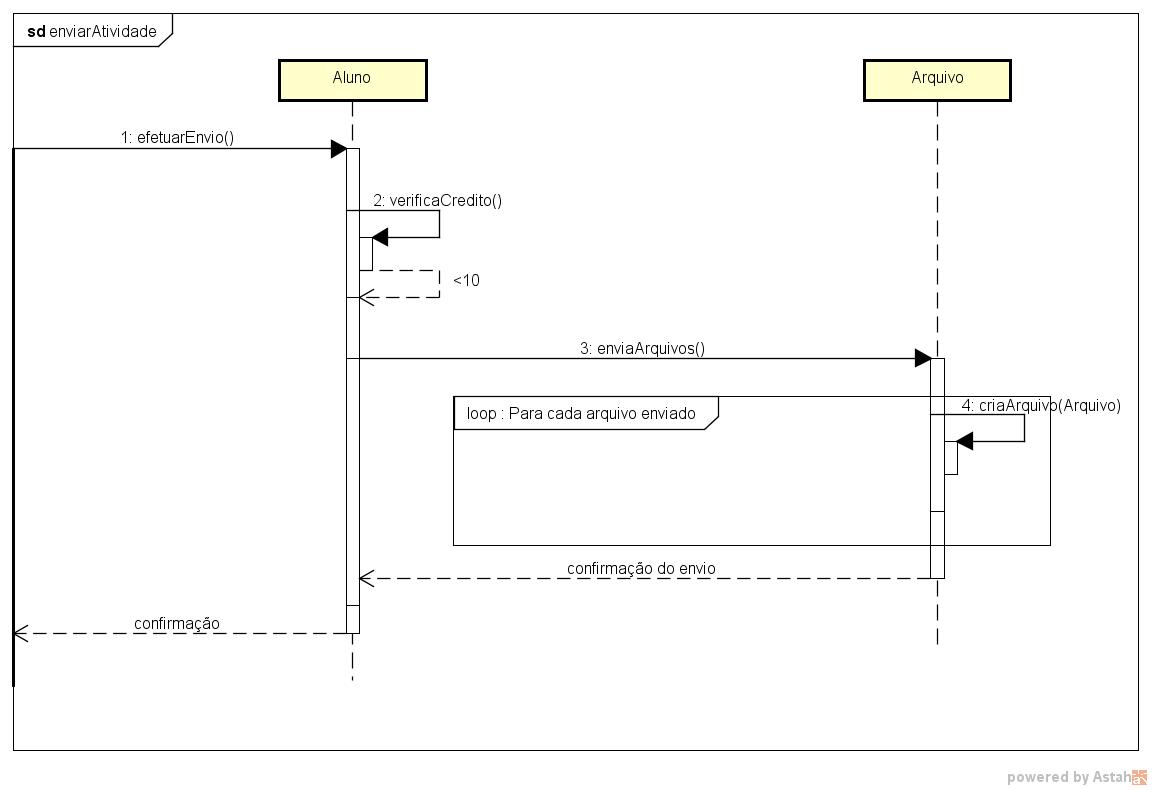 sd enviarAtividade
Aluno
Arquivo
1: efetuarEnvio()
2: verificaCredito()
<10
3: enviaArquivos()
4: criaArquivo(Arquivo)
loop : Para cada arquivo enviado
confirmação do envio
confirmação
powered by Astah